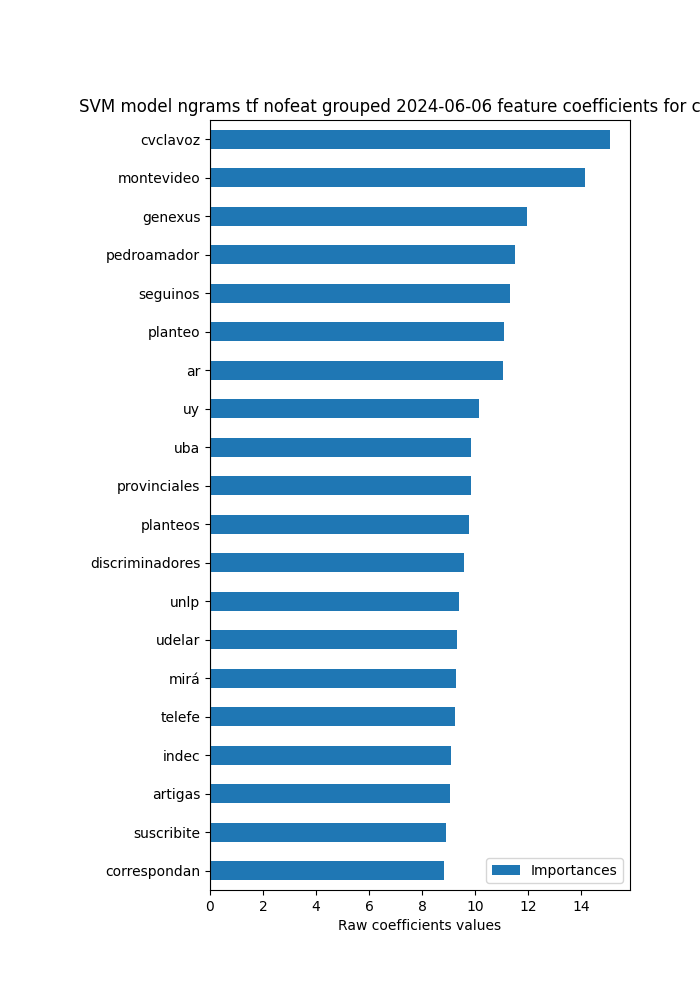 SVM model ngrams tf nofeat grouped 2024-06-06 feature coefficients for c
cvclavoz
montevideo
genexus
pedroamador
seguinos
planteo
ar
uy
uba
provinciales
planteos
discriminadores
unlp
udelar
mirá
telefe
indec
artigas
suscribite
correspondan
Importances
0 2 4 6 8 10 12 14
Raw coefficients values